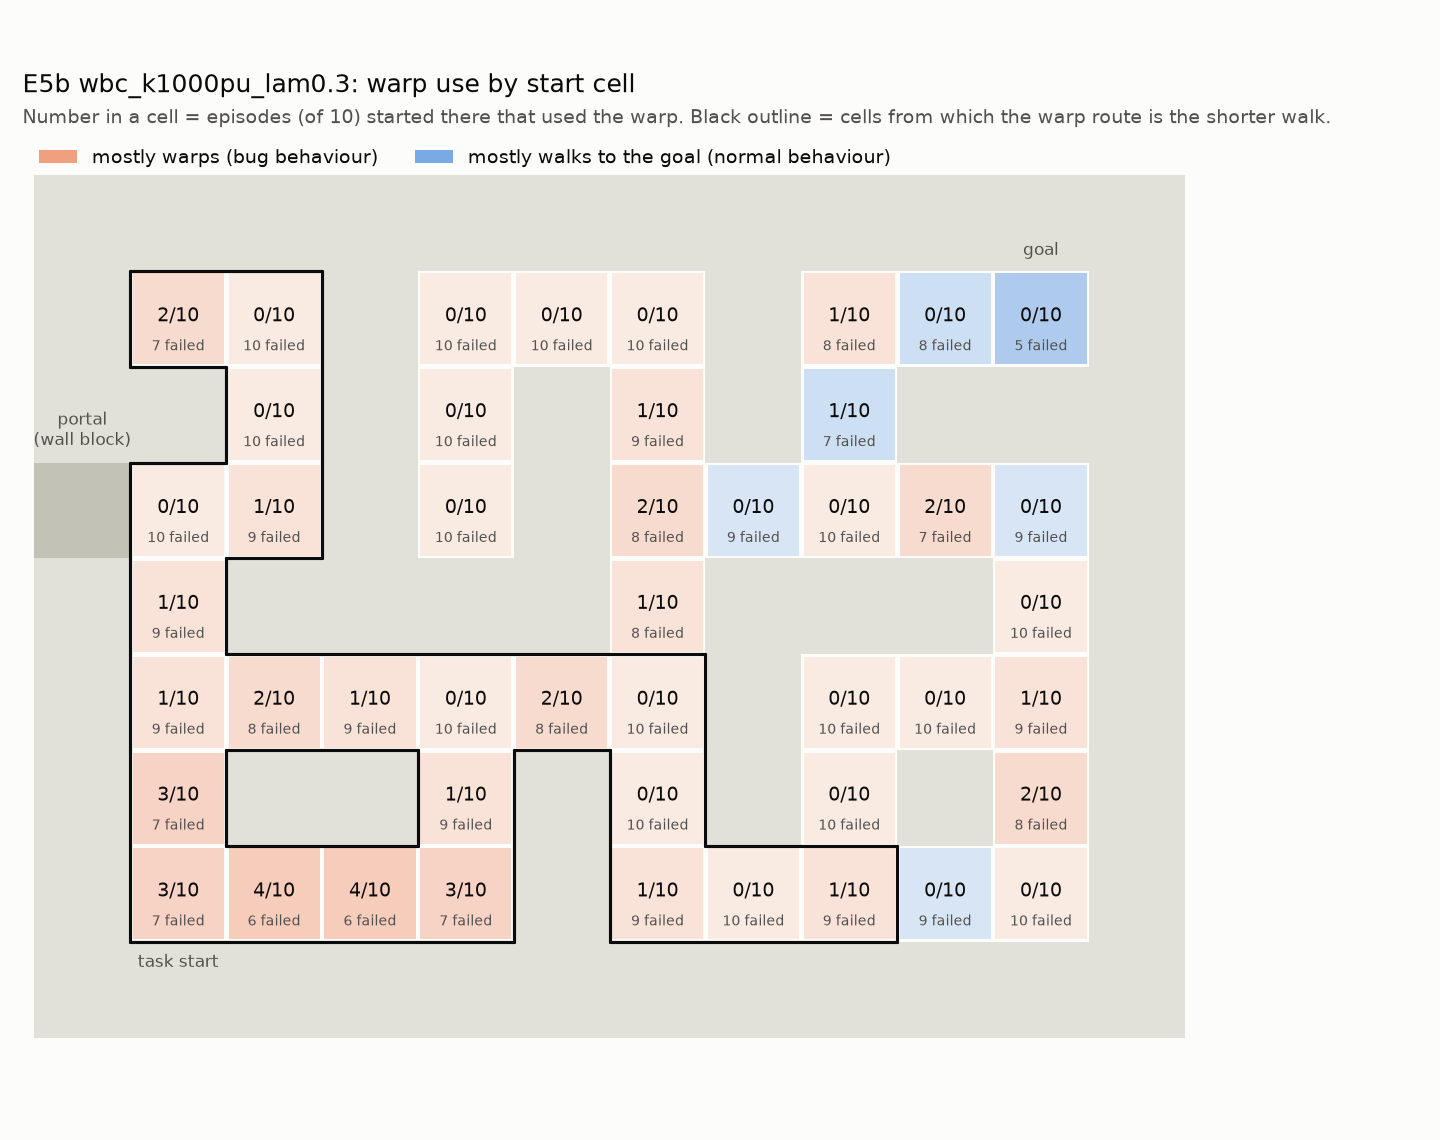 E5b wbc_k1000pu_lam0.3: warp use by start cell
Number in a cell = episodes (of 10) started there that used the warp. Black outline = cells from which the warp route is the shorter walk.
mostly warps (bug behaviour) mostly walks to the goal (normal behaviour)
goal
2/10 0/10 0/10 0/10 0/10 1/10 0/10 0/10
7 failed 10 failed 10 failed 10 failed 10 failed 8 failed 8 failed 5 failed
0/10 0/10 1/10 1/10
portal
(wall block) 10 failed 10 failed 9 failed 7 failed
0/10 1/10 0/10 2/10 0/10 0/10 2/10 0/10
10 failed 9 failed 10 failed 8 failed 9 failed 10 failed 7 failed 9 failed
1/10 1/10 0/10
9 failed 8 failed 10 failed
1/10 2/10 1/10 0/10 2/10 0/10 0/10 0/10 1/10
9 failed 8 failed 9 failed 10 failed 8 failed 10 failed 10 failed 10 failed 9 failed
3/10 1/10 0/10 0/10 2/10
7 failed 9 failed 10 failed 10 failed 8 failed
3/10 4/10 4/10 3/10 1/10 0/10 1/10 0/10 0/10
7 failed 6 failed 6 failed 7 failed 9 failed 10 failed 9 failed 9 failed 10 failed
task start